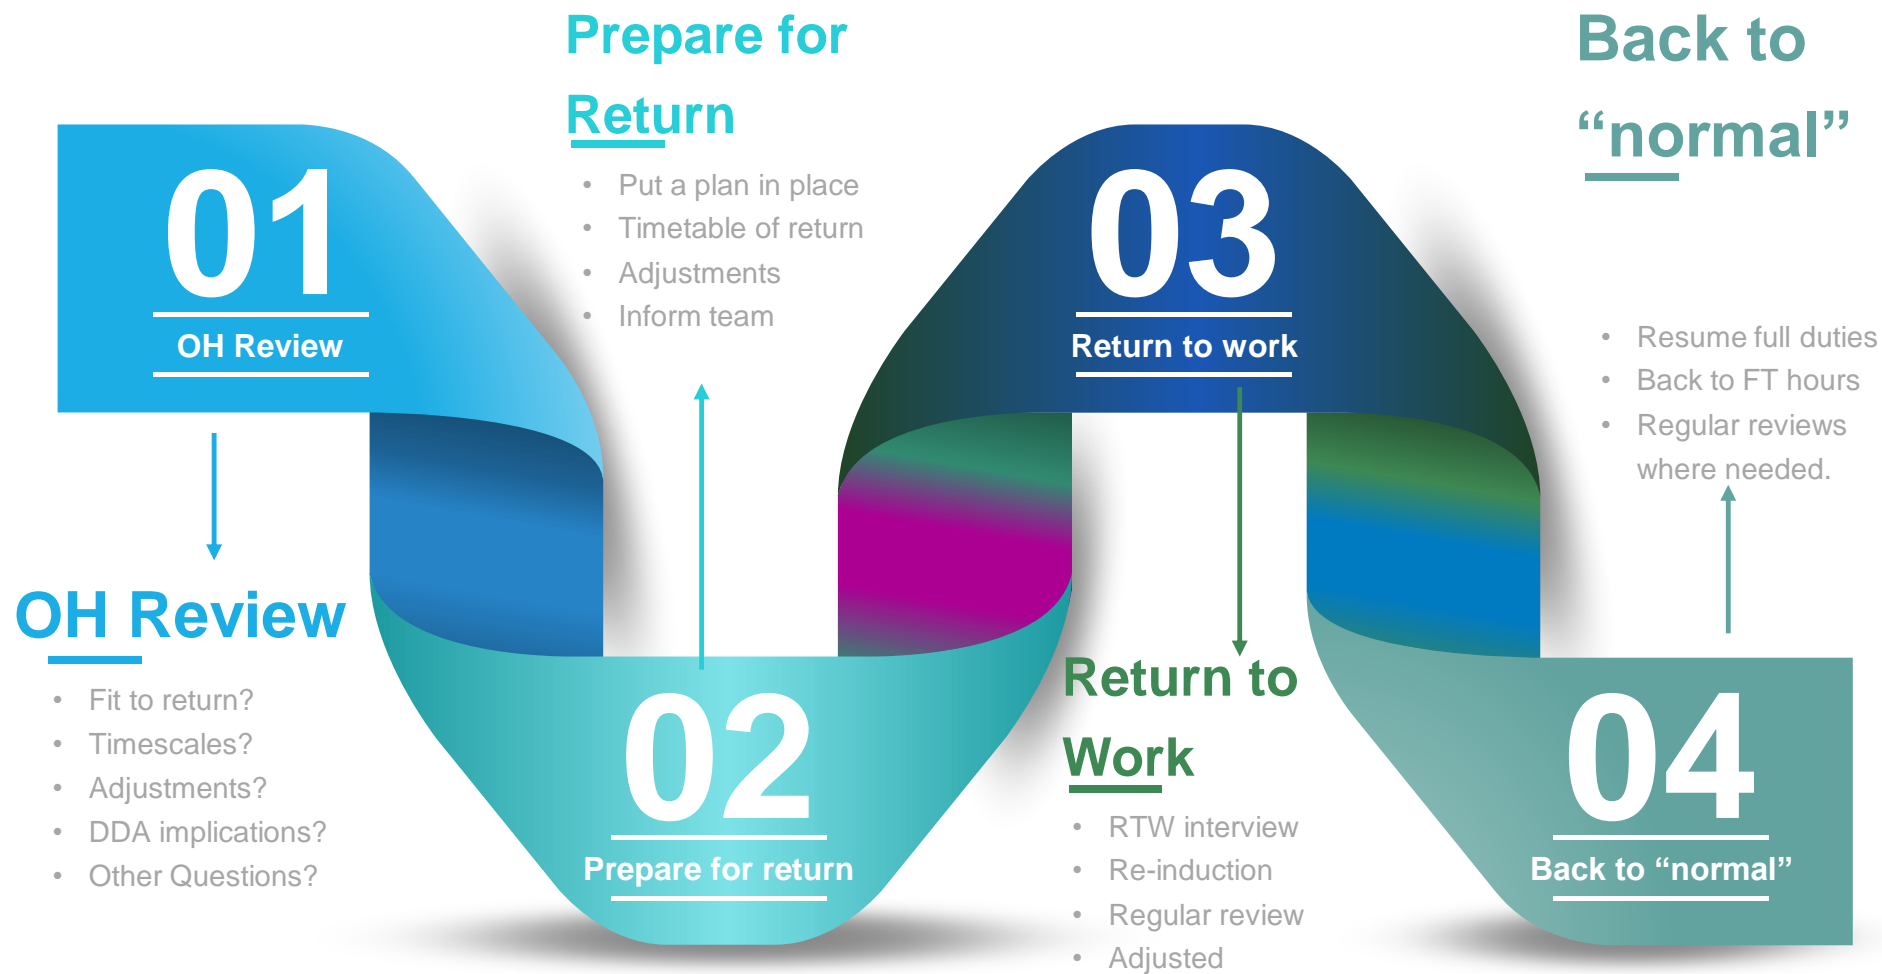 01
OH Review
OH Review
• Fit to return?
• Timescales?
• Adjustments?
• DDA implications?
• Other Questions?
Prepare for
Return
• Put a plan in place
• Timetable of return
• Adjustments
• Inform team
02
Prepare for return
03
Return to work
Return to
Work
• RTW interview
• Re-induction
• Regular review
• Adjusted
Back to
“normal”
• Resume full duties
• Back to FT hours
• Regular reviews
where needed.
04
Back to “normal”